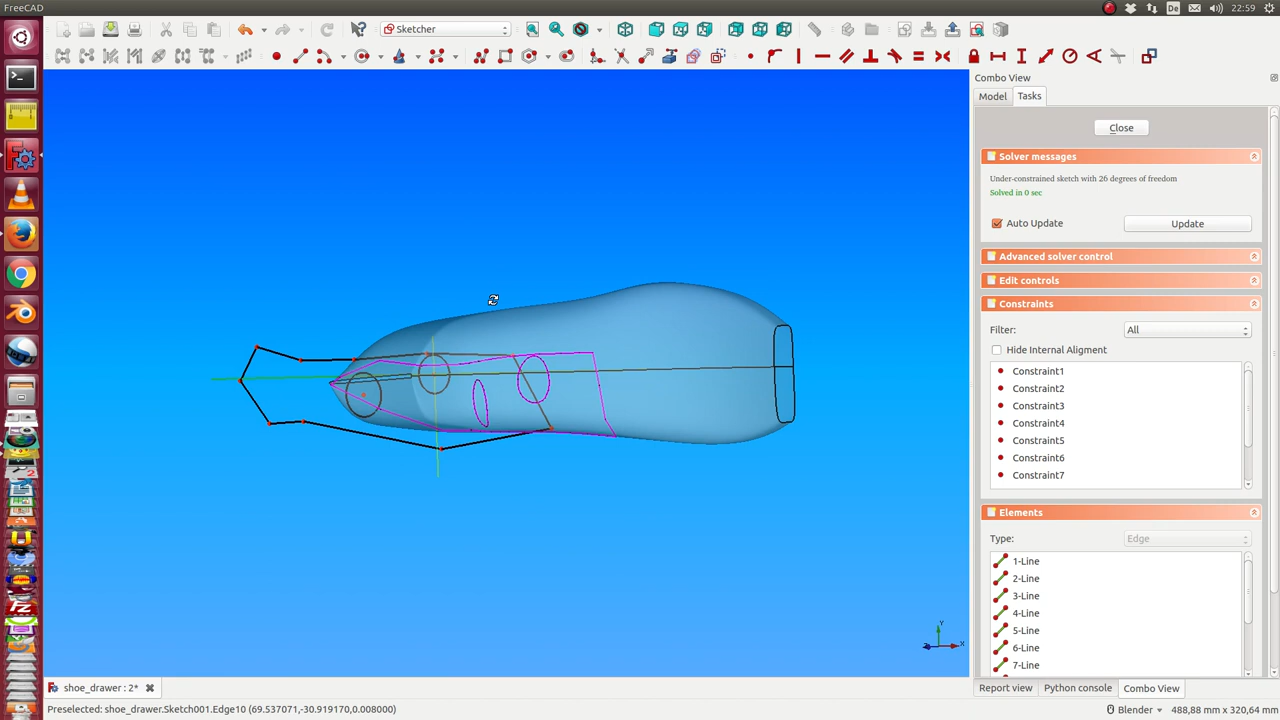 FreeCAD
De
22:59
Sketcher
Combo View
Model
Tasks
Close
Solver messages
Under-constrained sketch with 26 degrees of freedom
Solved in 0 sec
Auto Update
Update
Advanced solver control
Edit controls
Constraints
Filter:
All
Hide Internal Aligment
Constraint1
Constraint2
Constraint3
Constraint4
Constraint5
Constraint6
Constraint7
Elements
Type:
Edge
1-Line
2-Line
3-Line
4-Line
5-Line
6-Line
7-Line
Y
X
shoe_drawer : 2*
Report view
Python console
Combo View
Preselected: shoe_drawer.Sketch001.Edge10 (69.537071,-30.919170,0.008000)
Blender
488,88 mm x 320,64 mm